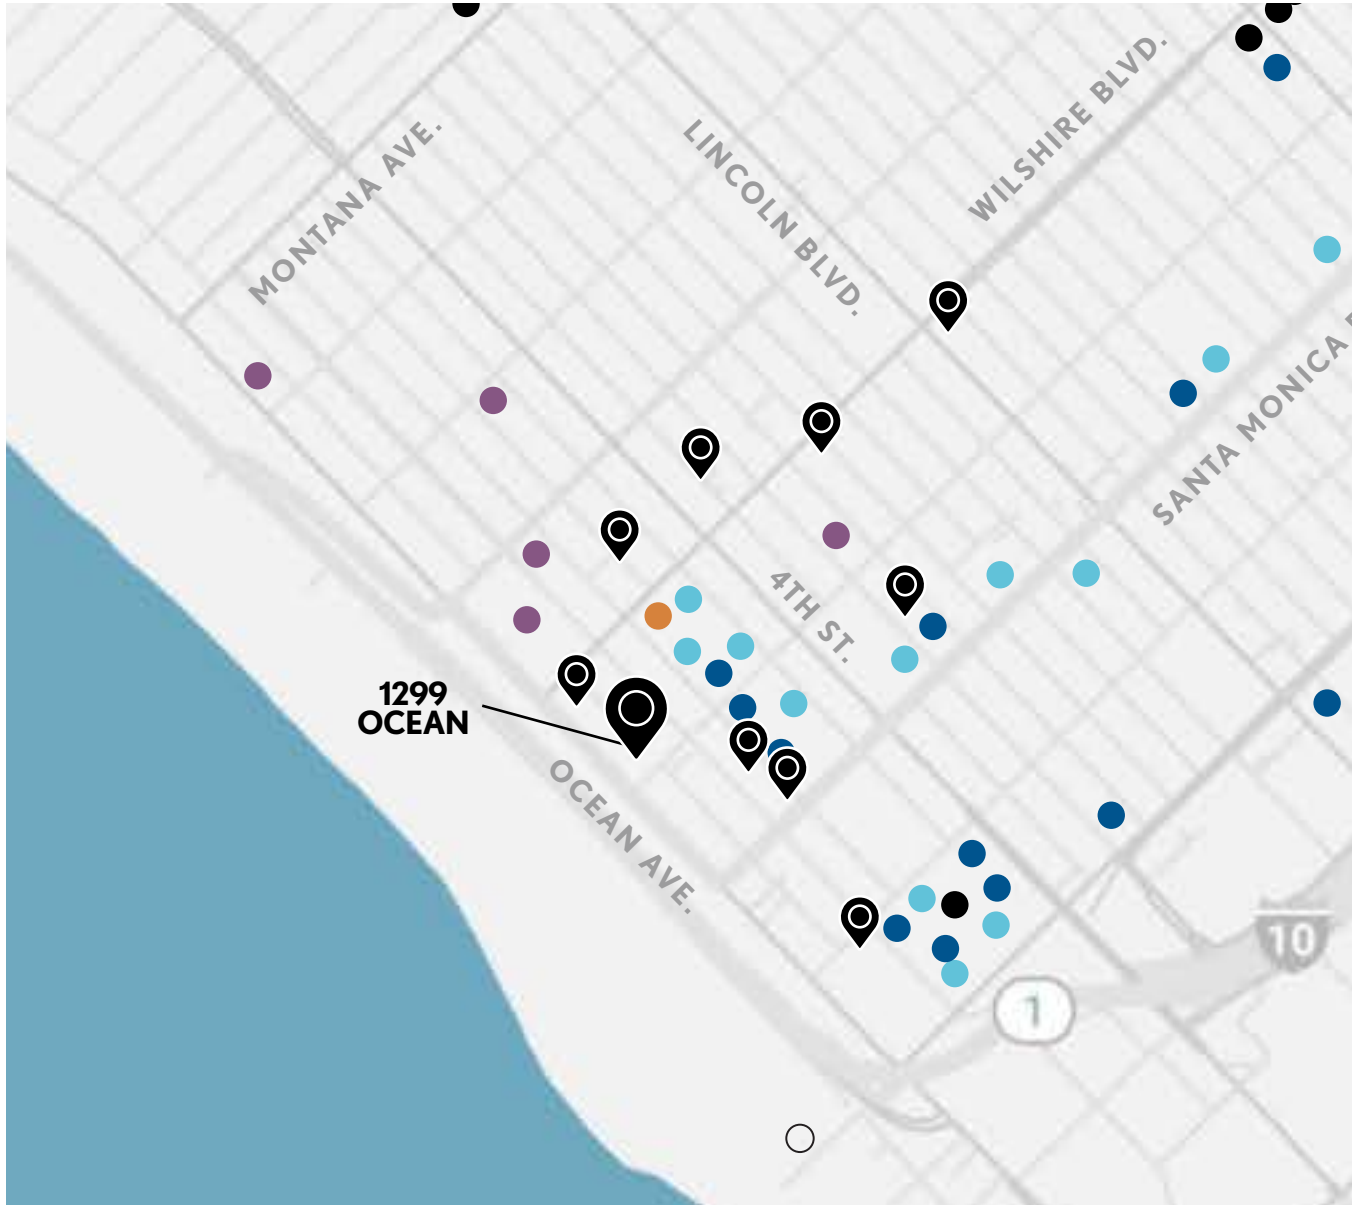 MONTANA AVE.
LINCOLN BLVD.
WILSHIRE BLVD.
SANTA MONICA
4TH ST.
1299
OCEAN
OCEAN AVE.
10
1